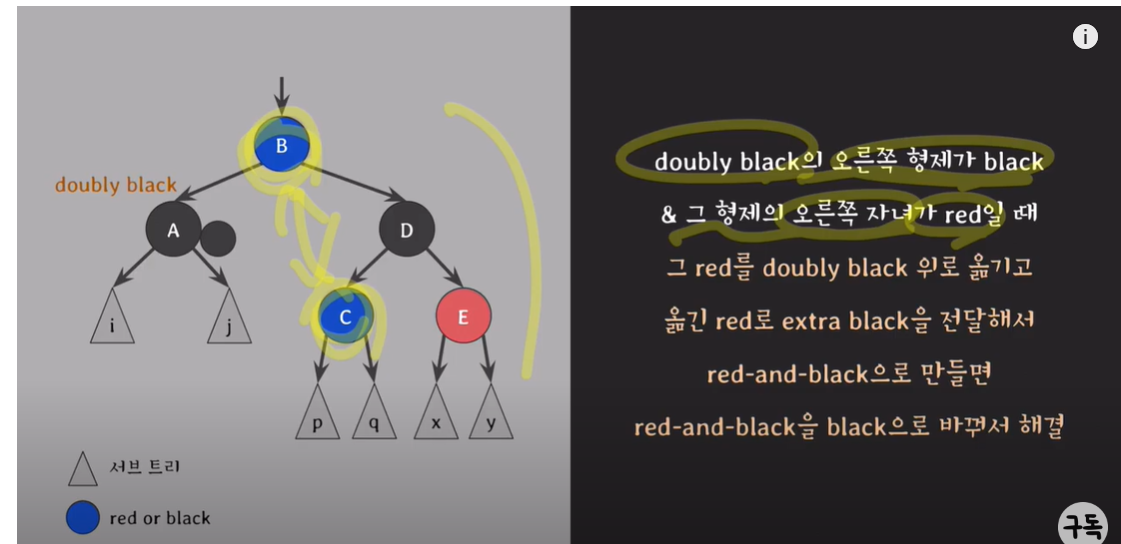 B
doubly black
A
D
C
E
i
j
p
q
x
y
서브 트리
red or black
doubly black의 오른쪽 형제가 black
& 그 형제의 오른쪽 자녀가 red일 때
그 red를 doubly black 위로 옮기고
옮긴 red로 extra black을 전달해서
red-and-black으로 만들면
red-and-black을 black으로 바꿔서 해결
i
구독